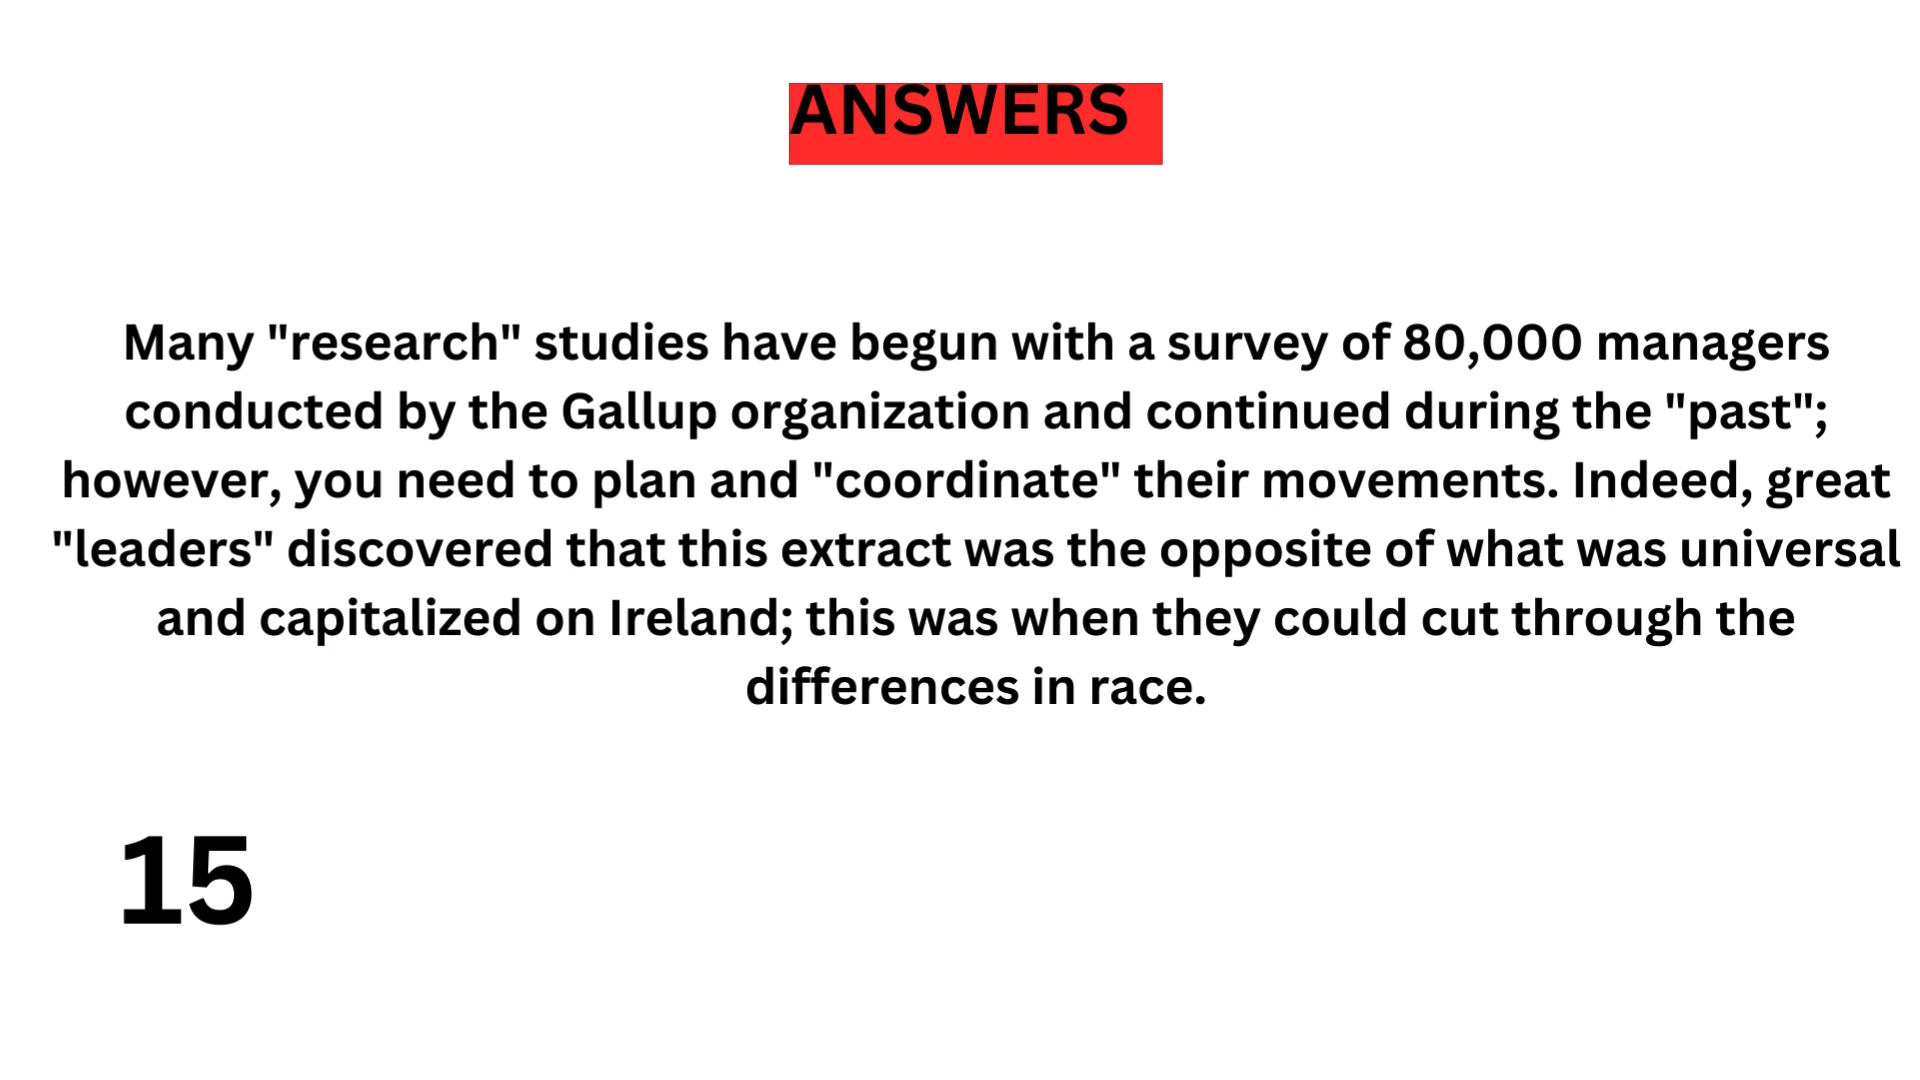 ANSWERS
Many "research" studies have begun with a survey of 80,000 managers
conducted by the Gallup organization and continued during the "past";
however, you need to plan and "coordinate" their movements. Indeed, great
"leaders" discovered that this extract was the opposite of what was universal
and capitalized on Ireland; this was when they could cut through the
differences in race.
15